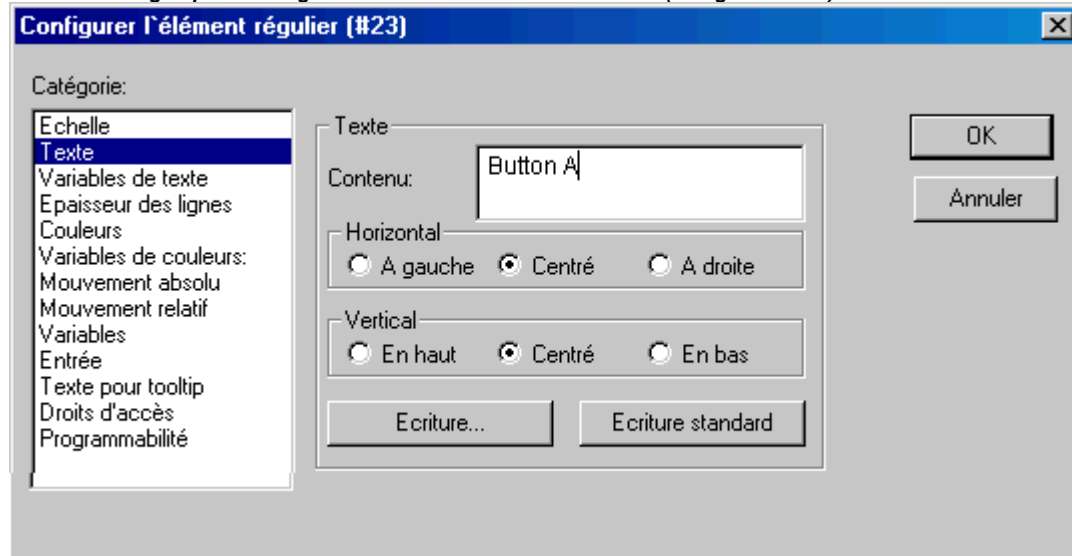 Configurer l`élément régulier (#23)
Catégorie:
Echelle
Texte
Variables de texte
Epaisseur des lignes
Couleurs
Variables de couleurs:
Mouvement absolu
Mouvement relatif
Variables
Entrée
Texte pour tooltip
Droits d'accès
Programmabilité
Texte
Contenu:
Button A
Horizontal
A gauche Centré A droite
Vertical
En haut Centré En bas
Ecriture... Ecriture standard
OK
Annuler